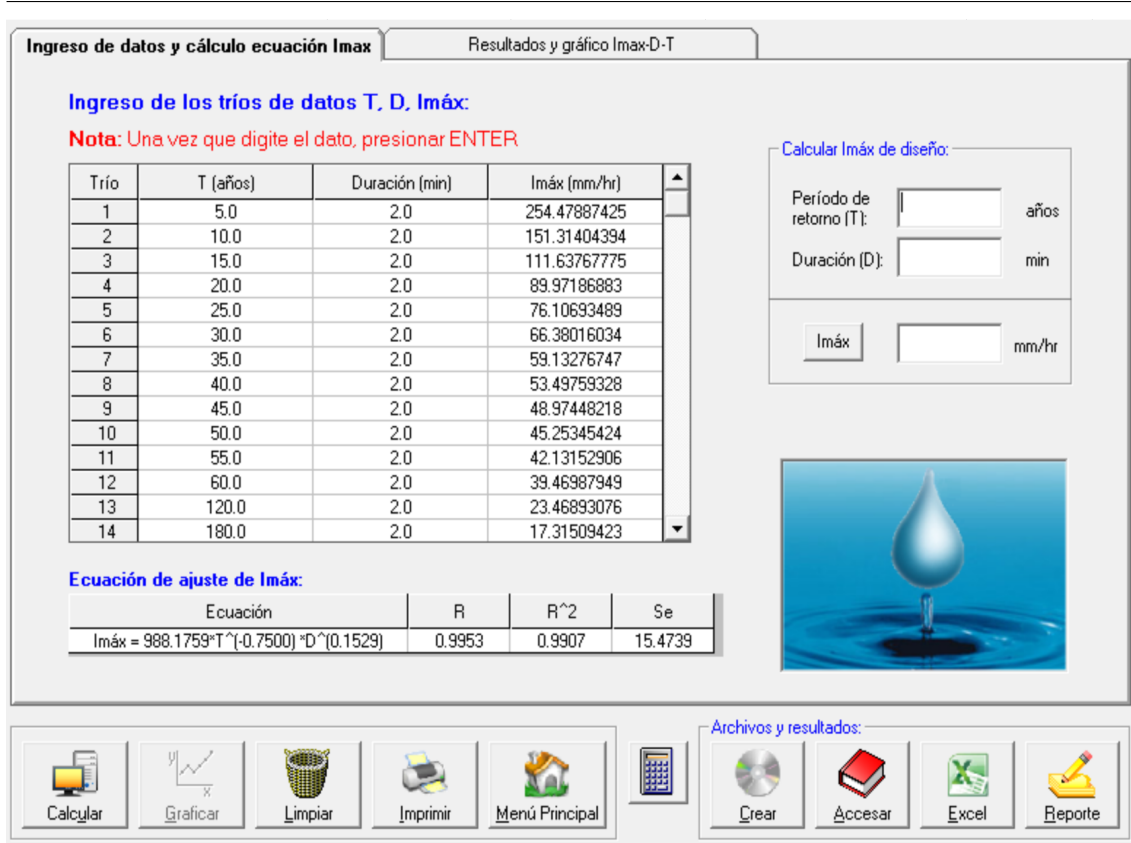 Ingreso de datos y cálculo ecuación Imax
Resultados y gráfico Imax-D-T
Ingreso de los tríos de datos T, D, Imáx:
Nota: Una vez que digite el dato, presionar ENTER
Trío T (años) Duración (min) Imáx (mm/hr)
1 5.0 2.0 254.47887425
2 10.0 2.0 151.31404394
3 15.0 2.0 111.63767775
4 20.0 2.0 89.97186883
5 25.0 2.0 76.10693489
6 30.0 2.0 66.38016034
7 35.0 2.0 59.13276747
8 40.0 2.0 53.49759328
9 45.0 2.0 48.97448218
10 50.0 2.0 45.25345424
11 55.0 2.0 42.13152906
12 60.0 2.0 39.46987949
13 120.0 2.0 23.46893076
14 180.0 2.0 17.31509423
Calcular Imáx de diseño:
Período de
retorno (T): años
Duración (D): min
Imáx mm/hr
Ecuación de ajuste de Imáx:
Ecuación R R^2 Se
Imáx = 988.1759*T^(-0.7500) *D^(0.1529) 0.9953 0.9907 15.4739
Calcular Graficar Limpiar Imprimir Menú Principal
Archivos y resultados:
Crear Accesar Excel Reporte